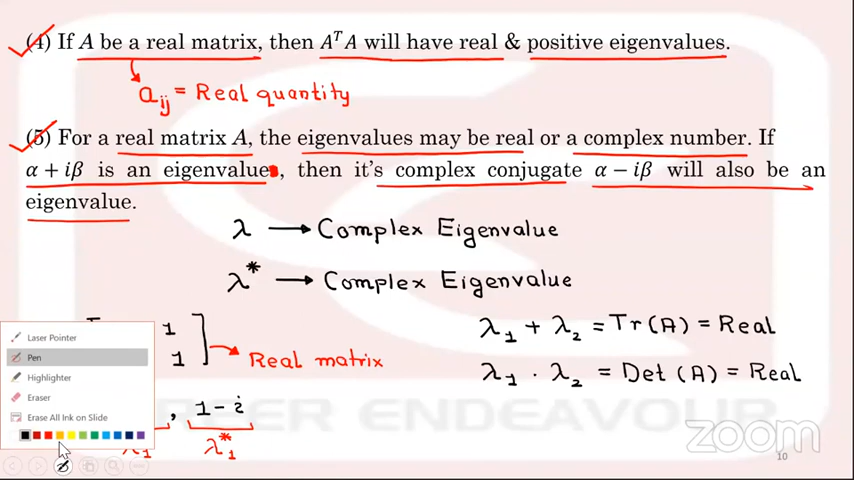 (4) If A be a real matrix, then AᵀA will have real & positive eigenvalues.
aᵢⱼ = Real quantity
(5) For a real matrix A, the eigenvalues may be real or a complex number. If
α + iβ is an eigenvalue, then it's complex conjugate α − iβ will also be an
eigenvalue.
λ → Complex Eigenvalue
λ* → Complex Eigenvalue
1
1
→ Real matrix
λ₁ + λ₂ = Tr(A) = Real
λ₁ · λ₂ = Det (A) = Real
, 1 − i
λ₁*
Laser Pointer
Pen
Highlighter
Eraser
Erase All Ink on Slide
CAREER ENDEAVOUR
zoom
10